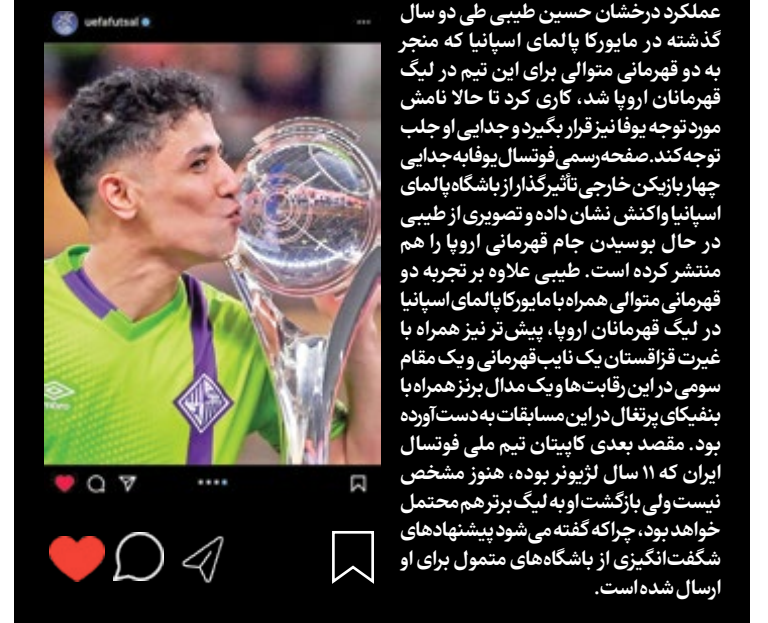 عملکرد درخشان حسین طیبی طی دو سال
گذشته در مایورکا پالمای اسپانیا که منجر
به دو قهرمانی متوالی برای این تیم در لیگ
قهرمانان اروپا شد، کاری کرد تا حالا نامش
مورد توجه یوفا نیز قرار بگیرد و جدایی او جلب
توجه کند. صفحه رسمی فوتسال یوفا به جدایی
چهار بازیکن خارجی تأثیرگذار از باشگاه پالمای
اسپانیا واکنش نشان داده و تصویری از طیبی
در حال بوسیدن جام قهرمانی اروپا را هم
منتشر کرده است. طیبی علاوه بر تجربه دو
قهرمانی متوالی همراه با مایورکا پالمای اسپانیا
در لیگ قهرمانان اروپا، پیش‌تر نیز همراه با
غیرت قزاقستان یک نایب‌قهرمانی و یک مقام
سومی در این رقابت‌ها و یک مدال برنز همراه با
بنفیکای پرتغال در این مسابقات به دست آورده
بود. مقصد بعدی کاپیتان تیم ملی فوتسال
ایران که ۱۱ سال لژیونر بوده، هنوز مشخص
نیست ولی بازگشت او به لیگ برتر هم محتمل
خواهد بود، چراکه گفته می‌شود پیشنهادهای
شگفت‌انگیزی از باشگاه‌های متمول برای او
ارسال شده است.
uefafutsal
umbro